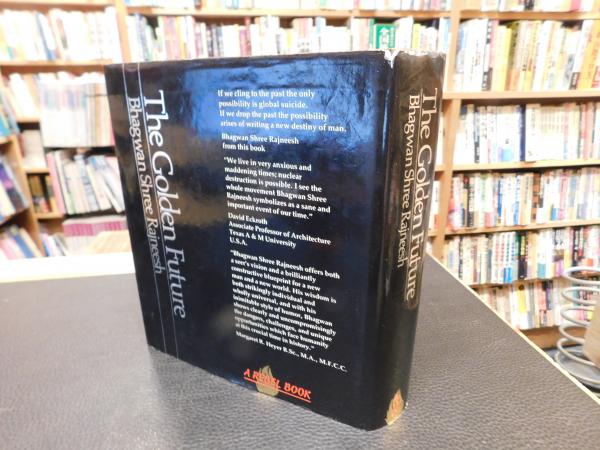 The Golden Future
Bhagwan Shree Rajneesh
If we cling to the past the only
possibility is global suicide.
If we drop the past the possibility
arises of writing a new destiny of man.
Bhagwan Shree Rajneesh
from this book
"We live in very anxious and
maddening times; nuclear
destruction is possible. I see the
whole movement Bhagwan Shree
Rajneesh symbolizes as a sane and
important event of our time."
David Eckroth
Associate Professor of Architecture
Texas A & M University
U.S.A.
"Bhagwan Shree Rajneesh offers both
a seer's vision and a brilliantly
constructive blueprint for a new
man and a new world. His wisdom is
both strikingly individual and
wholly universal, and with his
inimitable style of humor, Bhagwan
shows clearly and uncompromisingly
the dangers, challenges, and unique
opportunities which face humanity
at this crucial time in history."
Margaret R. Heyer B.Sc., M.A., M.F.C.C.
A REBEL BOOK
The Golden Future
Bhagwan Shree Rajneesh